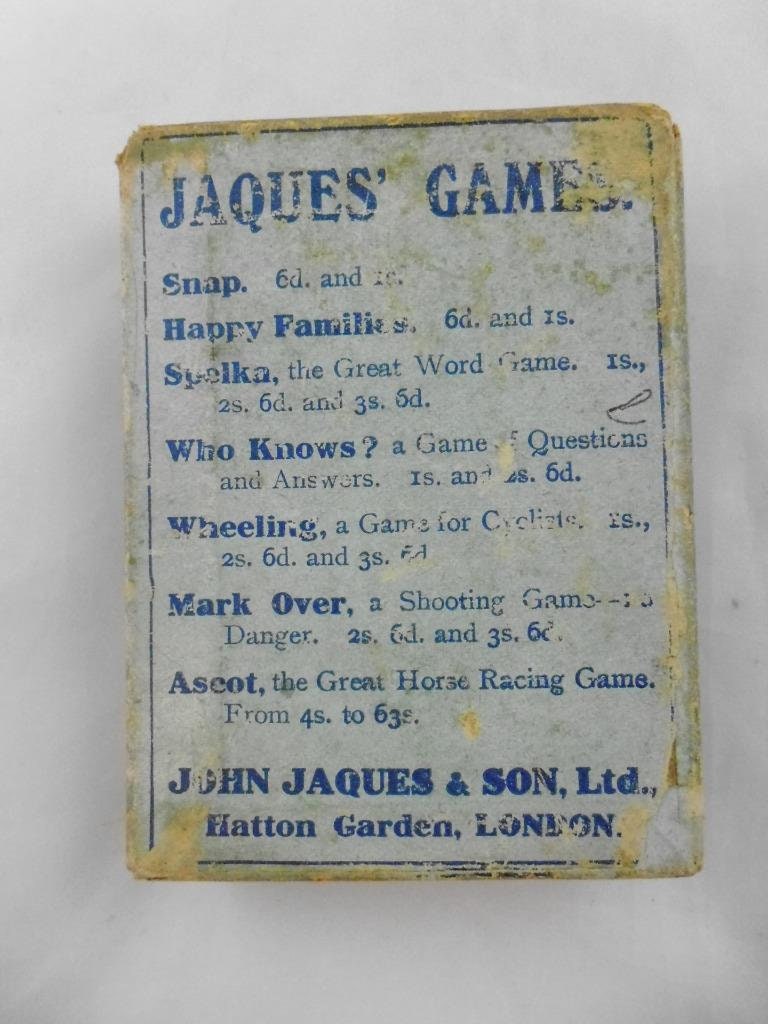 JAQUES' GAMES.
Snap. 6d. and 1s.
Happy Families. 6d. and 1s.
Spelka, the Great Word Game. 1s.,
2s. 6d. and 3s. 6d.
Who Knows? a Game of Questions
and Answers. 1s. and 2s. 6d.
Wheeling, a Game for Cyclists. 1s.,
2s. 6d. and 3s. 6d
Mark Over, a Shooting Game—
Danger. 2s. 6d. and 3s. 6d.
Ascot, the Great Horse Racing Game.
From 4s. to 63s.
JOHN JAQUES & SON, Ltd.,
Hatton Garden, LONDON.